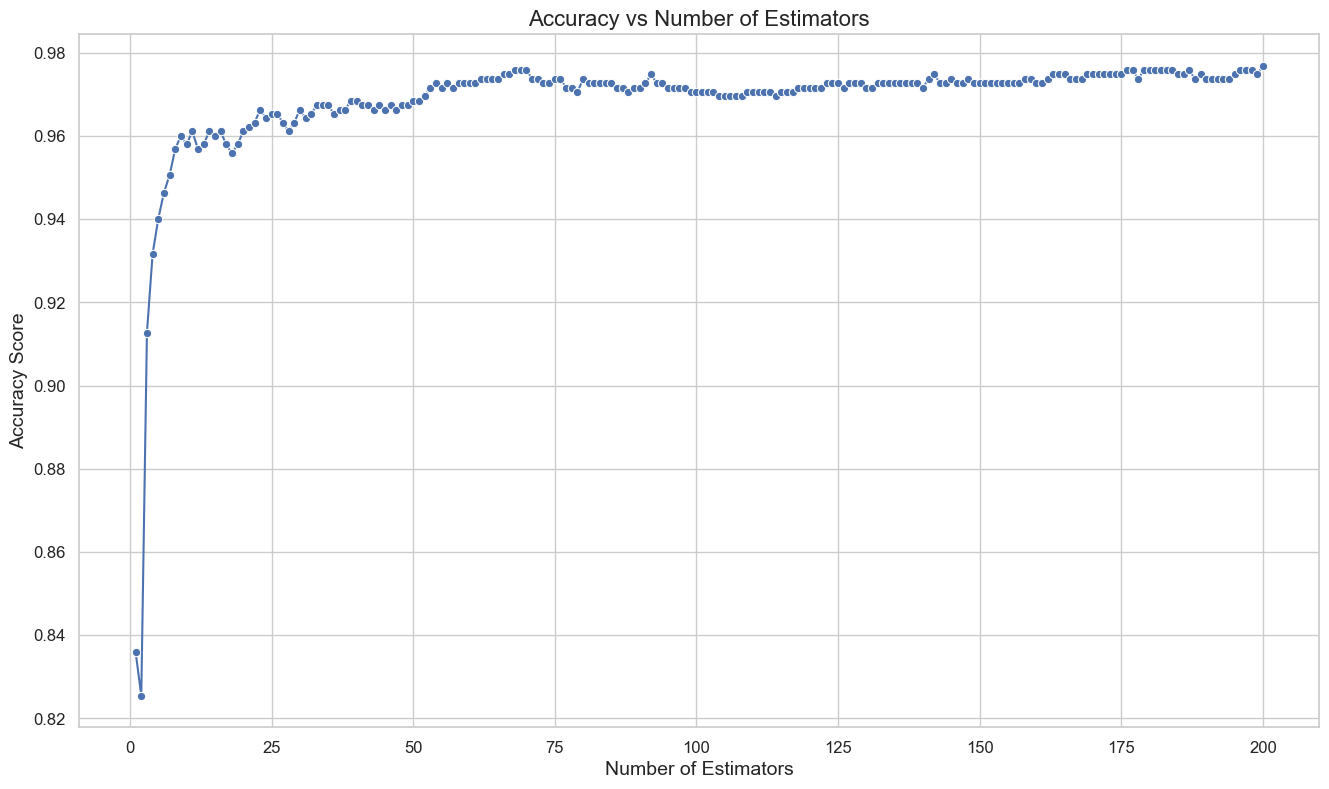 Accuracy vs Number of Estimators
Accuracy Score
0.98
0.96
0.94
0.92
0.90
0.88
0.86
0.84
0.82
0 25 50 75 100 125 150 175 200
Number of Estimators